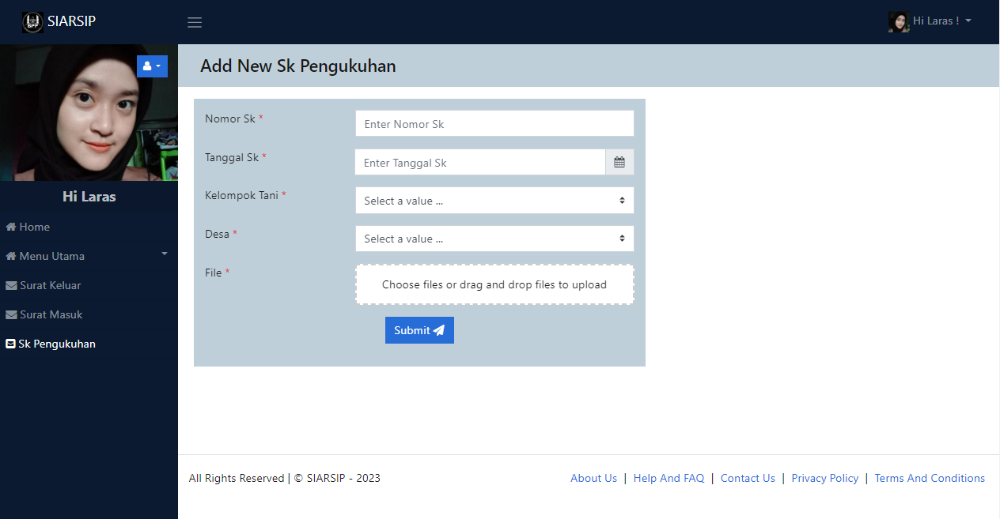 BPP SIARSIP
Hi Laras !
Add New Sk Pengukuhan
Hi Laras
Home
Menu Utama
Surat Keluar
Surat Masuk
Sk Pengukuhan
Nomor Sk *
Enter Nomor Sk
Tanggal Sk *
Enter Tanggal Sk
Kelompok Tani *
Select a value ...
Desa *
Select a value ...
File *
Choose files or drag and drop files to upload
Submit
All Rights Reserved | © SIARSIP - 2023
About Us | Help And FAQ | Contact Us | Privacy Policy | Terms And Conditions